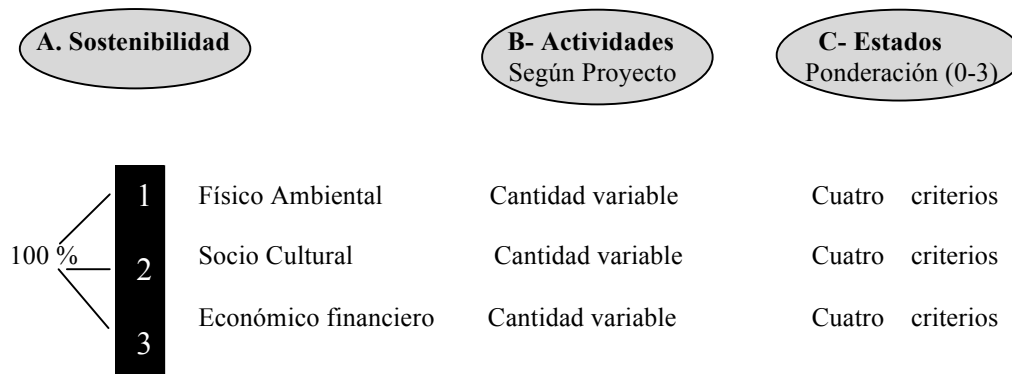 A. Sostenibilidad
B- Actividades
Según Proyecto
C- Estados
Ponderación (0-3)
1 Físico Ambiental Cantidad variable Cuatro criterios
100 % 2 Socio Cultural Cantidad variable Cuatro criterios
3 Económico financiero Cantidad variable Cuatro criterios